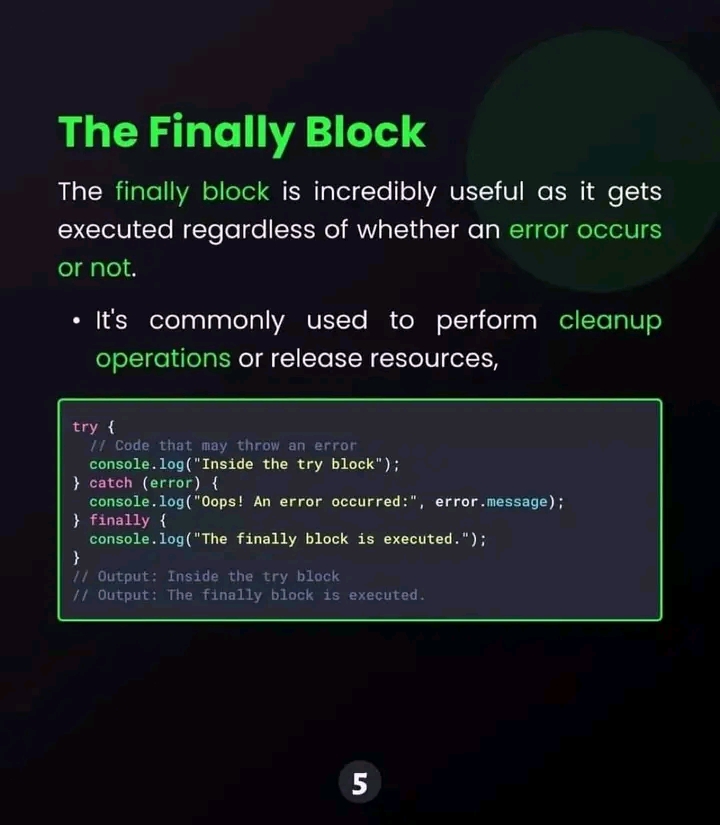 The Finally Block
The finally block is incredibly useful as it gets
executed regardless of whether an error occurs
or not.
• It's commonly used to perform cleanup
operations or release resources,
try {
  // Code that may throw an error
  console.log("Inside the try block");
} catch (error) {
  console.log("Oops! An error occurred:", error.message);
} finally {
  console.log("The finally block is executed.");
}
// Output: Inside the try block
// Output: The finally block is executed.
5